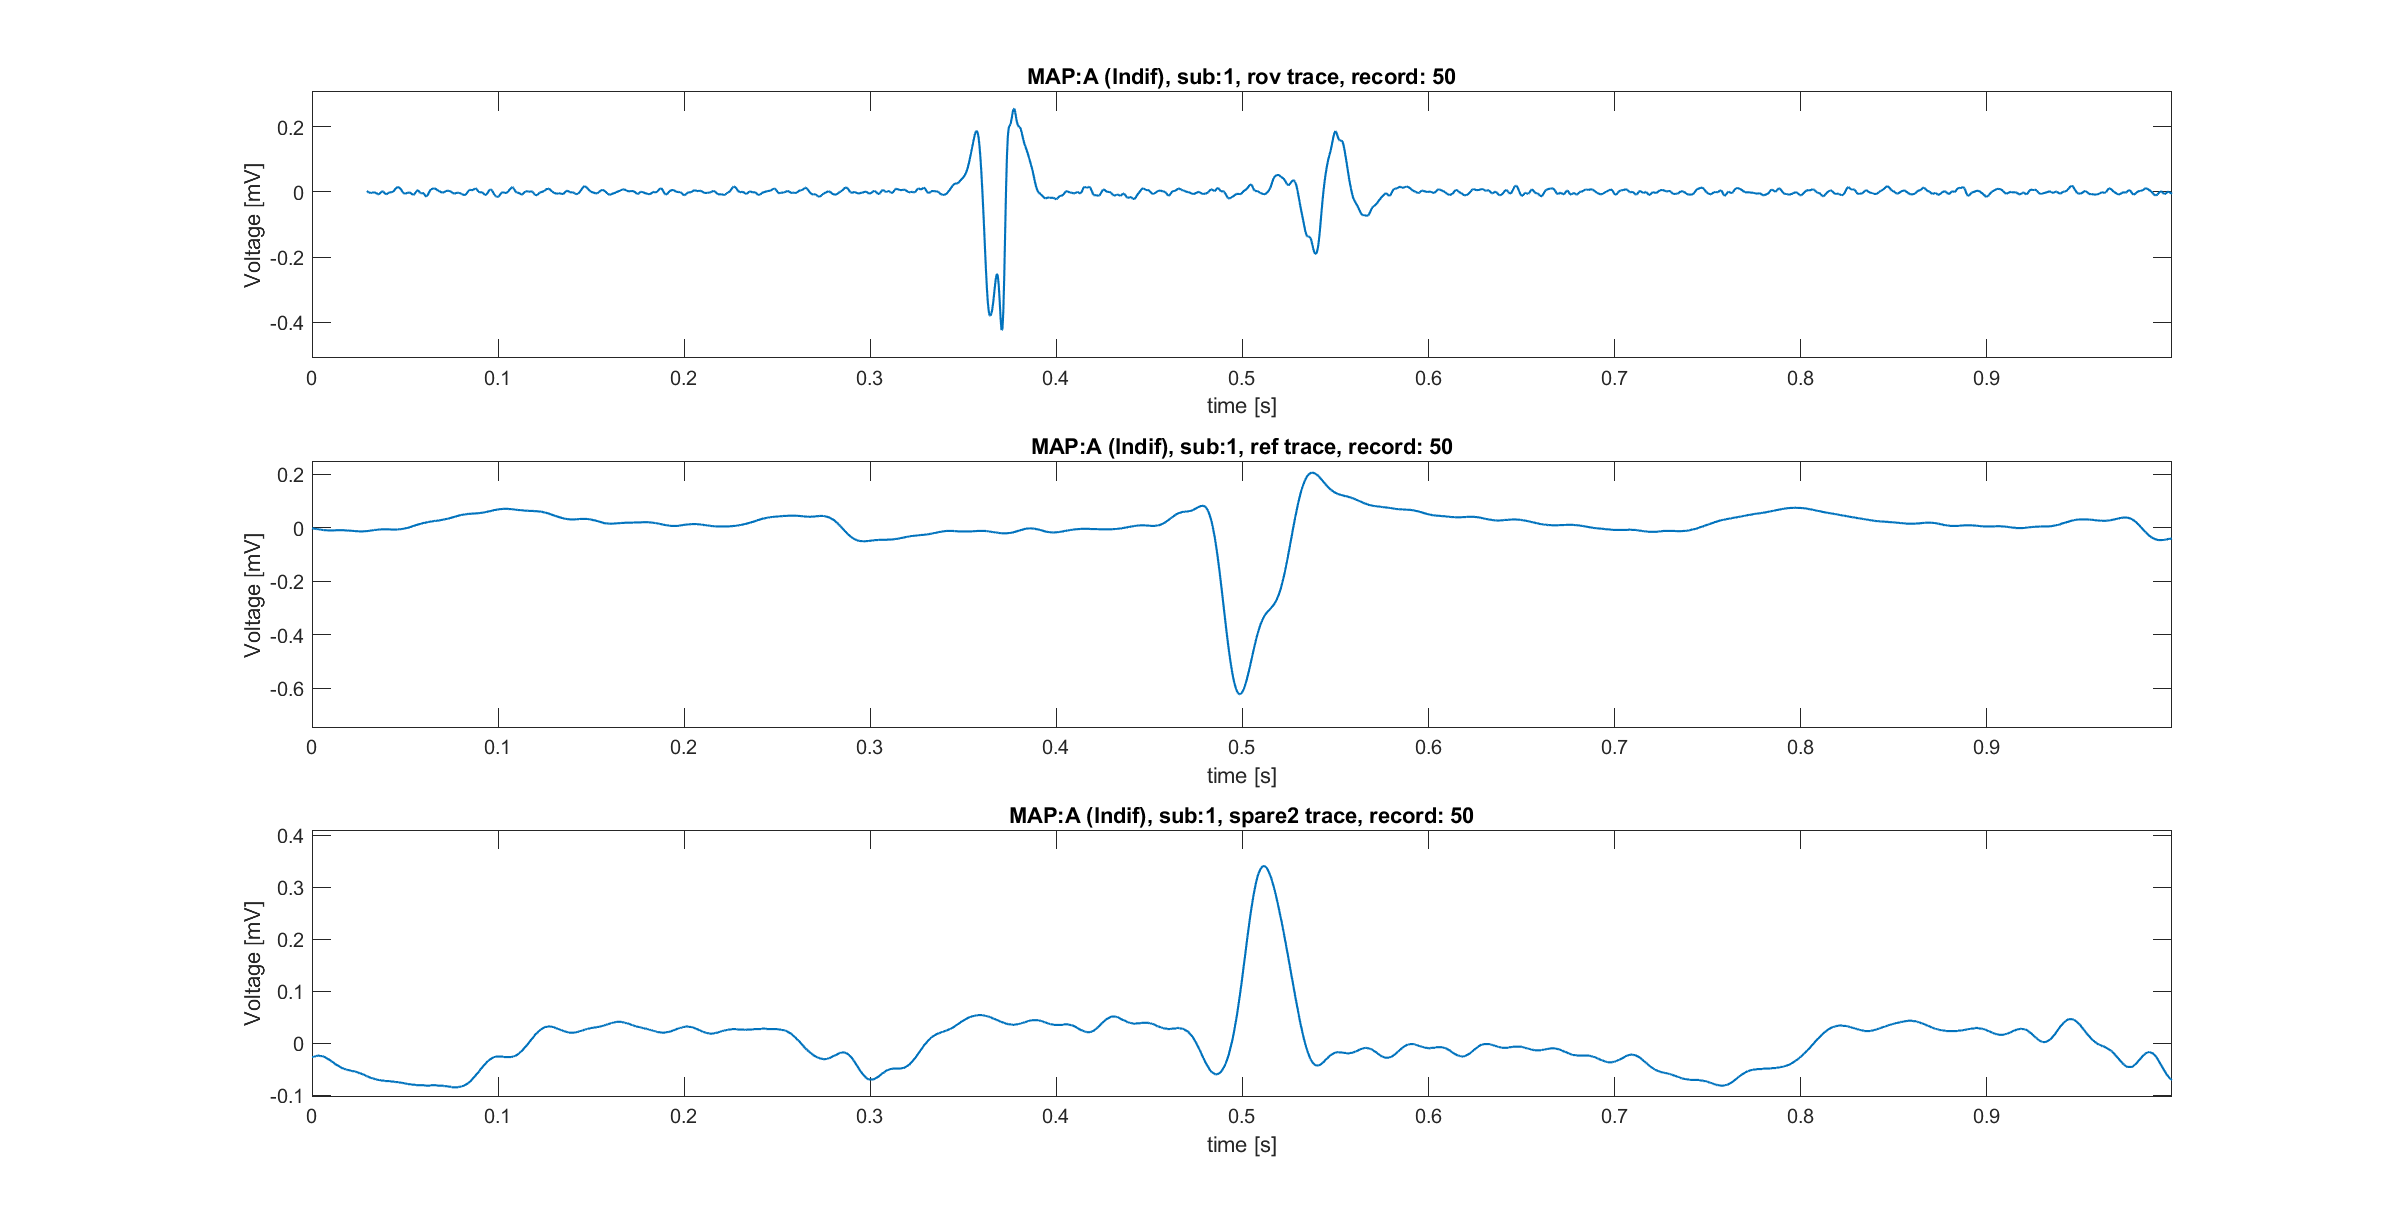 MAP:A (Indif), sub:1, rov trace, record: 50
Voltage [mV]
0.2
0
-0.2
-0.4
0 0.1 0.2 0.3 0.4 0.5 0.6 0.7 0.8 0.9
time [s]
MAP:A (Indif), sub:1, ref trace, record: 50
Voltage [mV]
0.2
0
-0.2
-0.4
-0.6
0 0.1 0.2 0.3 0.4 0.5 0.6 0.7 0.8 0.9
time [s]
MAP:A (Indif), sub:1, spare2 trace, record: 50
Voltage [mV]
0.4
0.3
0.2
0.1
0
-0.1
0 0.1 0.2 0.3 0.4 0.5 0.6 0.7 0.8 0.9
time [s]